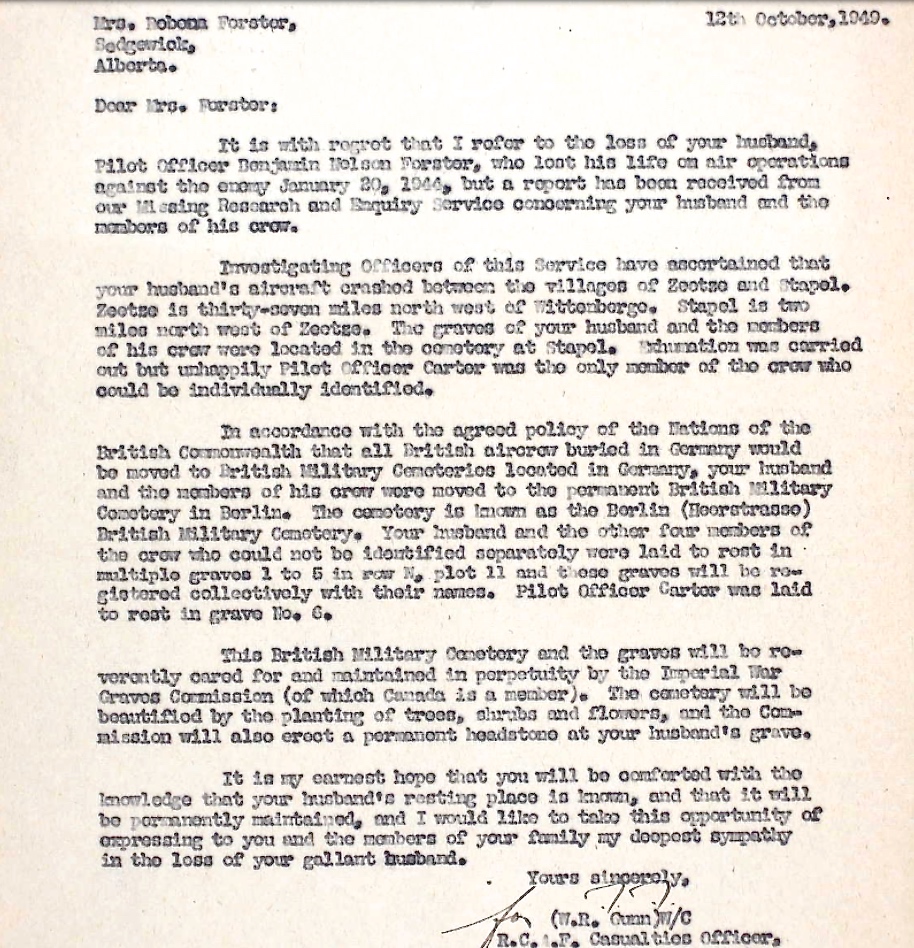 Mrs. Robena Forster,
12th October, 1949.
Sedgewick,
Alberta.
Dear Mrs. Forster:
It is with regret that I refer to the loss of your husband,
Pilot Officer Benjamin Nelson Forster, who lost his life on air operations
against the enemy January 20, 1944, but a report has been received from
our Missing Research and Enquiry Service concerning your husband and the
members of his crew.
Investigating Officers of this Service have ascertained that
your husband's aircraft crashed between the villages of Zeetze and Stapel.
Zeetze is thirty-seven miles north west of Wittenberge. Stapel is two
miles north west of Zeetze. The graves of your husband and the members
of his crew were located in the cemetery at Stapel. Exhumation was carried
out but unhappily Pilot Officer Carter was the only member of the crew who
could be individually identified.
In accordance with the agreed policy of the Nations of the
British Commonwealth that all British aircrew buried in Germany would
be moved to British Military Cemeteries located in Germany, your husband
and the members of his crew were moved to the permanent British Military
Cemetery in Berlin. The cemetery is known as the Berlin (Heerstrasse)
British Military Cemetery. Your husband and the other four members of
the crew who could not be identified separately were laid to rest in
multiple graves 1 to 5 in row N, plot 11 and these graves will be re-
gistered collectively with their names. Pilot Officer Carter was laid
to rest in grave No. 6.
This British Military Cemetery and the graves will be re-
verently cared for and maintained in perpetuity by the Imperial War
Graves Commission (of which Canada is a member). The cemetery will be
beautified by the planting of trees, shrubs and flowers, and the Com-
mission will also erect a permanent headstone at your husband's grave.
It is my earnest hope that you will be comforted with the
knowledge that your husband's resting place is known, and that it will
be permanently maintained, and I would like to take this opportunity of
expressing to you and the members of your family my deepest sympathy
in the loss of your gallant husband.
Yours sincerely,
for (W.R. Gunn)W/C
R.C.A.F. Casualties Officer,